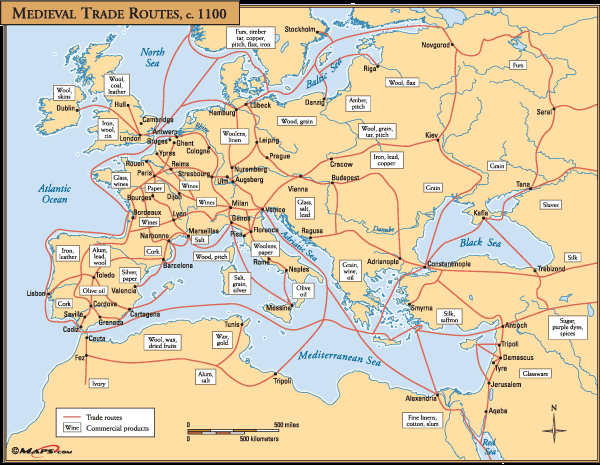 MEDIEVAL TRADE ROUTES, c. 1100
North
Sea
Furs, timber
tar, copper,
pitch, flax, iron
Stockholm
Novgorod
Baltic Sea
Furs
Riga
Wool, flax
Wool,
coal,
leather
Wool,
skins
Dublin
Hull
Cambridge
Iron,
wool,
tin
London
Hamburg
Lübeck
Danzig
Amber,
pitch
Sarai
Antwerp
Bruges
Ghent
Ypres
Cologne
Rhine
Woolens,
linen
Wood, grain
Leipzig
Wool, grain,
tar, pitch
Kiev
Rouen
Reims
Paris
Strassburg
Nuremburg
Ulm
Augsburg
Prague
Cracow
Iron, lead,
copper
Glass,
wines
Paper
Wines
Vienna
Budapest
Grain
Atlantic
Ocean
Bourges
Dijon
Wines
Milan
Venice
Glass,
salt,
lead
Grain
Tana
Slaves
Bordeaux
Lyon
Genoa
Kaffa
Wines
Narbonne
Marseilles
Pisa
Florence
Ragusa
Danube
Black Sea
Salt
Adriatic Sea
Cork
Iron,
leather
Alum,
lead,
wool
Barcelona
Wool, pitch
Woolens,
paper
Rome
Adrianople
Constantinople
Silk
Trebizond
Toledo
Silver,
paper
Valencia
Salt,
grain,
silver
Naples
Grain,
wine,
oil
Olive oil
Olive
oil
Lisbon
Cork
Cordova
Seville
Grenada
Cartagena
Messina
Smyrna
Silk,
saffron
Cadiz
Ceuta
Tunis
Antioch
Sugar,
purple dyes,
spices
Fez
Wool, wax,
dried fruits
Wax,
gold
Mediterranean Sea
Tripoli
Damascus
Tyre
Glassware
Ivory
Alum,
salt
Tripoli
Jerusalem
Alexandria
Aqaba
Fine linens,
cotton, slum
Red
Sea
N
Trade routes
Wine Commercial products
0 500 miles
0 500 kilometers
©MAPS.com